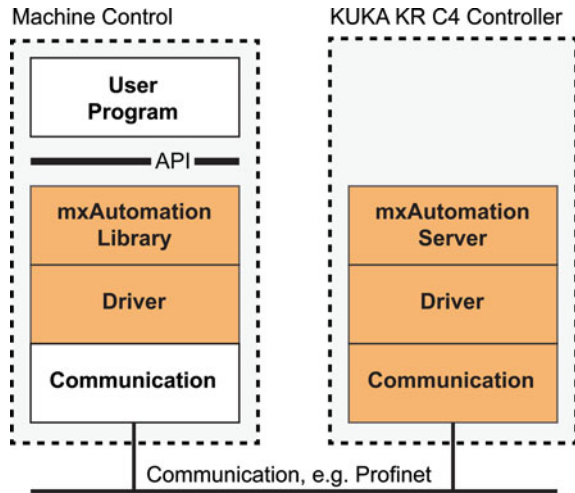 Machine Control
KUKA KR C4 Controller
User
Program
API
mxAutomation
Library
Driver
Communication
mxAutomation
Server
Driver
Communication
Communication, e.g. Profinet